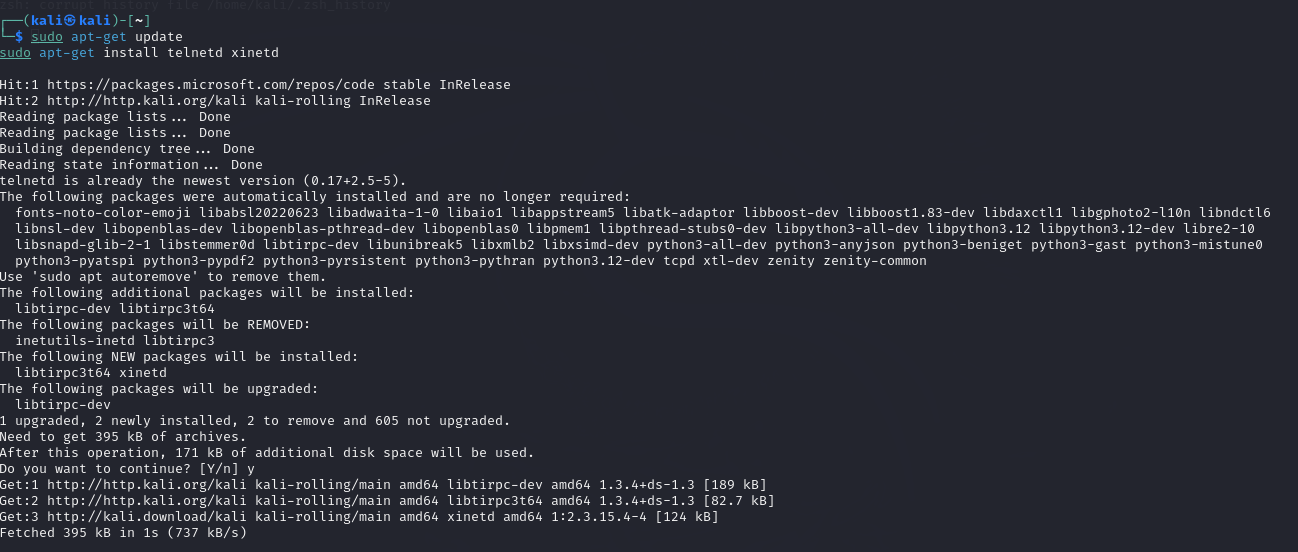 zsh: corrupt history file /home/kali/.zsh_history
┌──(kali㉿kali)-[~]
└─$ sudo apt-get update
sudo apt-get install telnetd xinetd
Hit:1 https://packages.microsoft.com/repos/code stable InRelease
Hit:2 http://http.kali.org/kali kali-rolling InRelease
Reading package lists... Done
Reading package lists... Done
Building dependency tree... Done
Reading state information... Done
telnetd is already the newest version (0.17+2.5-5).
The following packages were automatically installed and are no longer required:
  fonts-noto-color-emoji libabsl20220623 libadwaita-1-0 libaio1 libappstream5 libatk-adaptor libboost-dev libboost1.83-dev libdaxctl1 libgphoto2-l10n libndctl6
  libnsl-dev libopenblas-dev libopenblas-pthread-dev libopenblas0 libpmem1 libpthread-stubs0-dev libpython3-all-dev libpython3.12 libpython3.12-dev libre2-10
  libsnapd-glib-2-1 libstemmer0d libtirpc-dev libunibreak5 libxmlb2 libxsimd-dev python3-all-dev python3-anyjson python3-beniget python3-gast python3-mistune0
  python3-pyatspi python3-pypdf2 python3-pyrsistent python3-pythran python3.12-dev tcpd xtl-dev zenity zenity-common
Use 'sudo apt autoremove' to remove them.
The following additional packages will be installed:
  libtirpc-dev libtirpc3t64
The following packages will be REMOVED:
  inetutils-inetd libtirpc3
The following NEW packages will be installed:
  libtirpc3t64 xinetd
The following packages will be upgraded:
  libtirpc-dev
1 upgraded, 2 newly installed, 2 to remove and 605 not upgraded.
Need to get 395 kB of archives.
After this operation, 171 kB of additional disk space will be used.
Do you want to continue? [Y/n] y
Get:1 http://http.kali.org/kali kali-rolling/main amd64 libtirpc-dev amd64 1.3.4+ds-1.3 [189 kB]
Get:2 http://http.kali.org/kali kali-rolling/main amd64 libtirpc3t64 amd64 1.3.4+ds-1.3 [82.7 kB]
Get:3 http://kali.download/kali kali-rolling/main amd64 xinetd amd64 1:2.3.15.4-4 [124 kB]
Fetched 395 kB in 1s (737 kB/s)